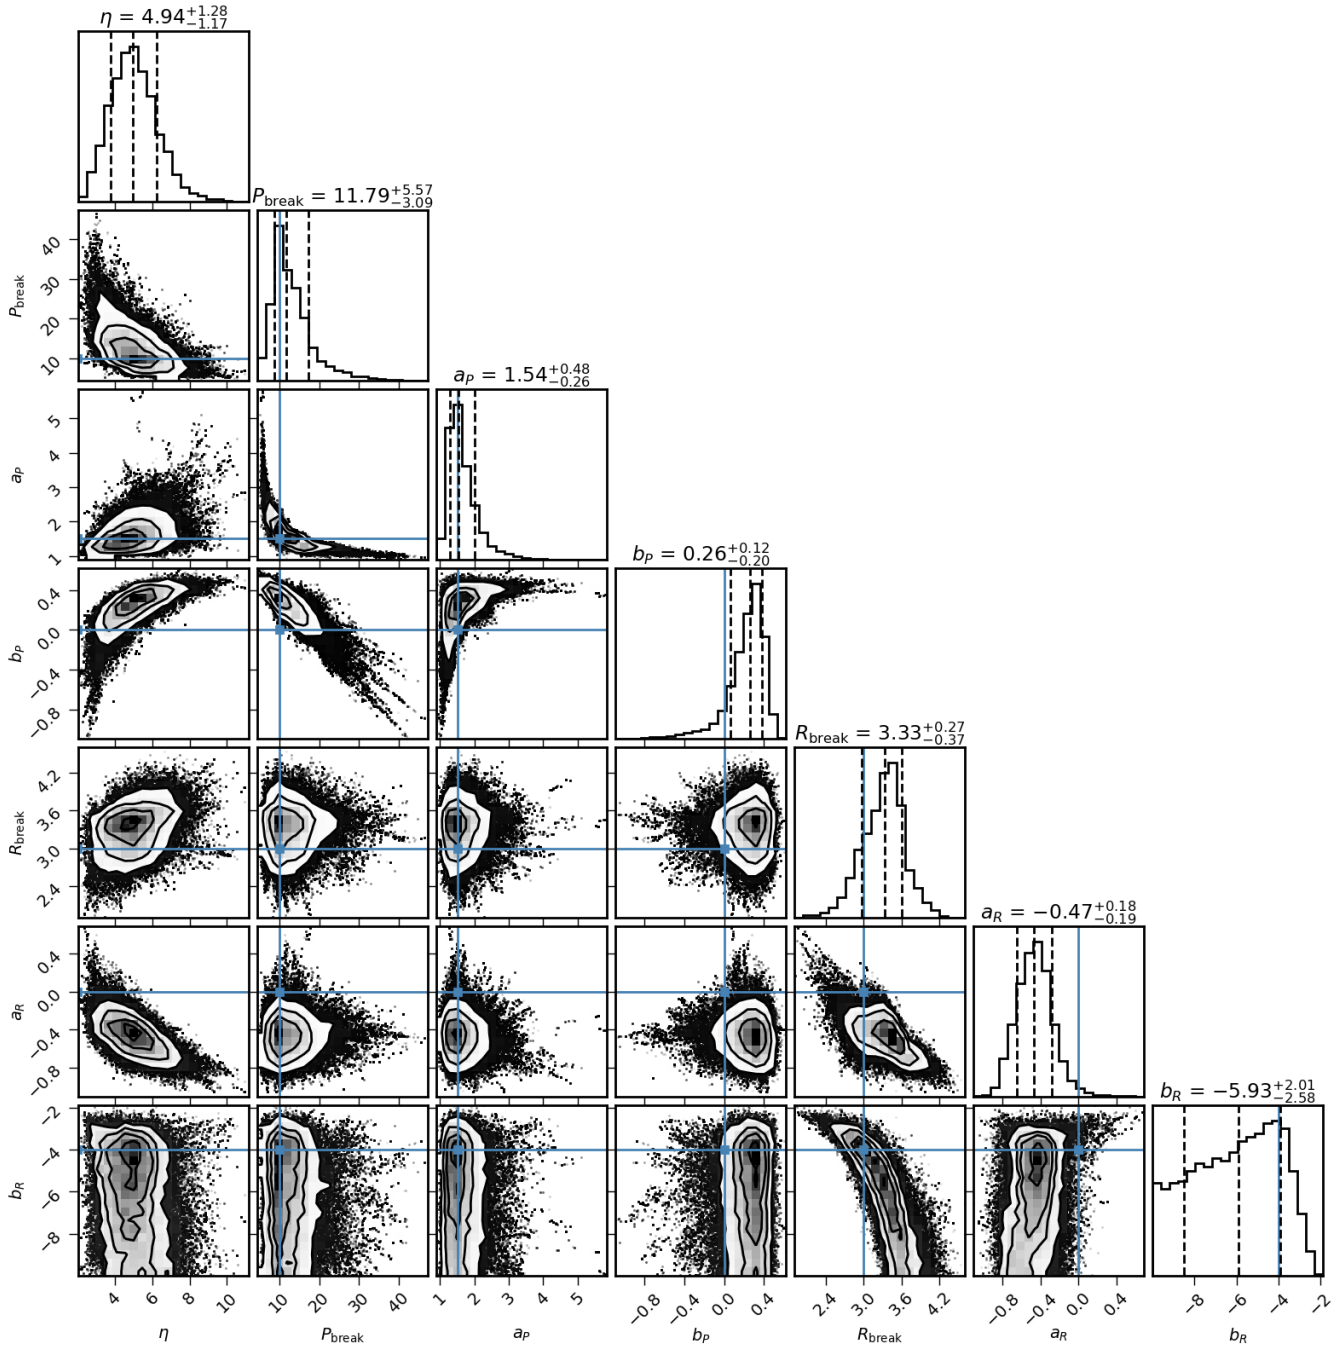 η = 4.94+1.28−1.17
P_break = 11.79+5.57−3.09
40
30
20
10
P_break
a_P = 1.54+0.48−0.26
5
4
3
2
1
a_P
b_P = 0.26+0.12−0.20
0.4
0.0
−0.4
−0.8
b_P
R_break = 3.33+0.27−0.37
4.2
3.6
3.0
2.4
R_break
a_R = −0.47+0.18−0.19
0.4
0.0
−0.4
−0.8
a_R
b_R = −5.93+2.01−2.58
−2
−4
−6
−8
b_R
4 6 8 10 10 20 30 40 1 2 3 4 5 −0.8 −0.4 0.0 0.4 2.4 3.0 3.6 4.2 −0.8 −0.4 0.0 0.4 −8 −6 −4 −2
η P_break a_P b_P R_break a_R b_R